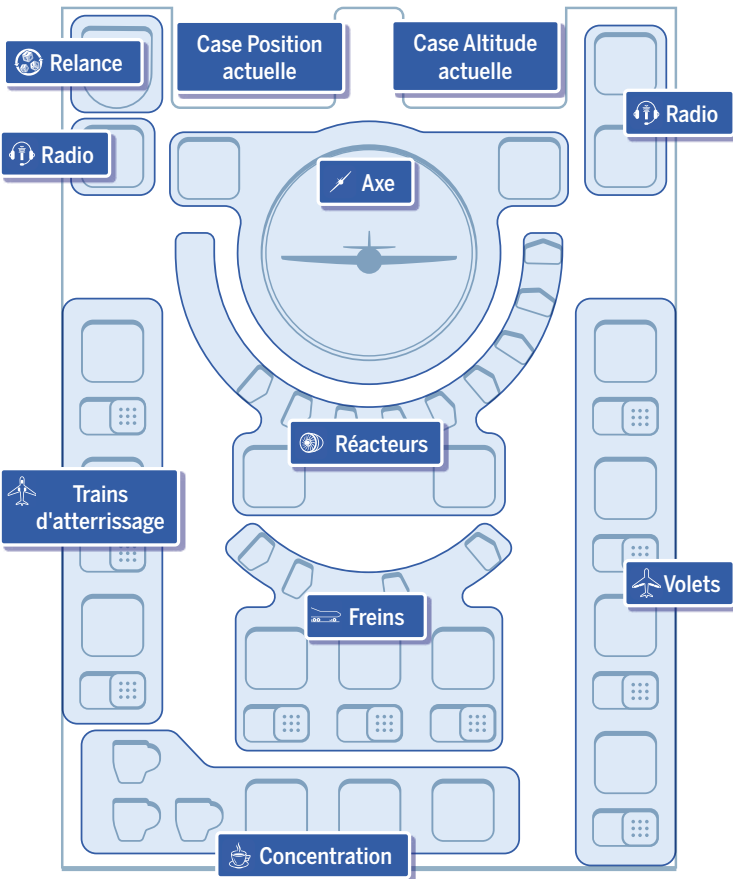 Relance
Case Position
actuelle
Case Altitude
actuelle
Radio
Radio
Axe
Réacteurs
Trains
d'atterrissage
Volets
Freins
Concentration